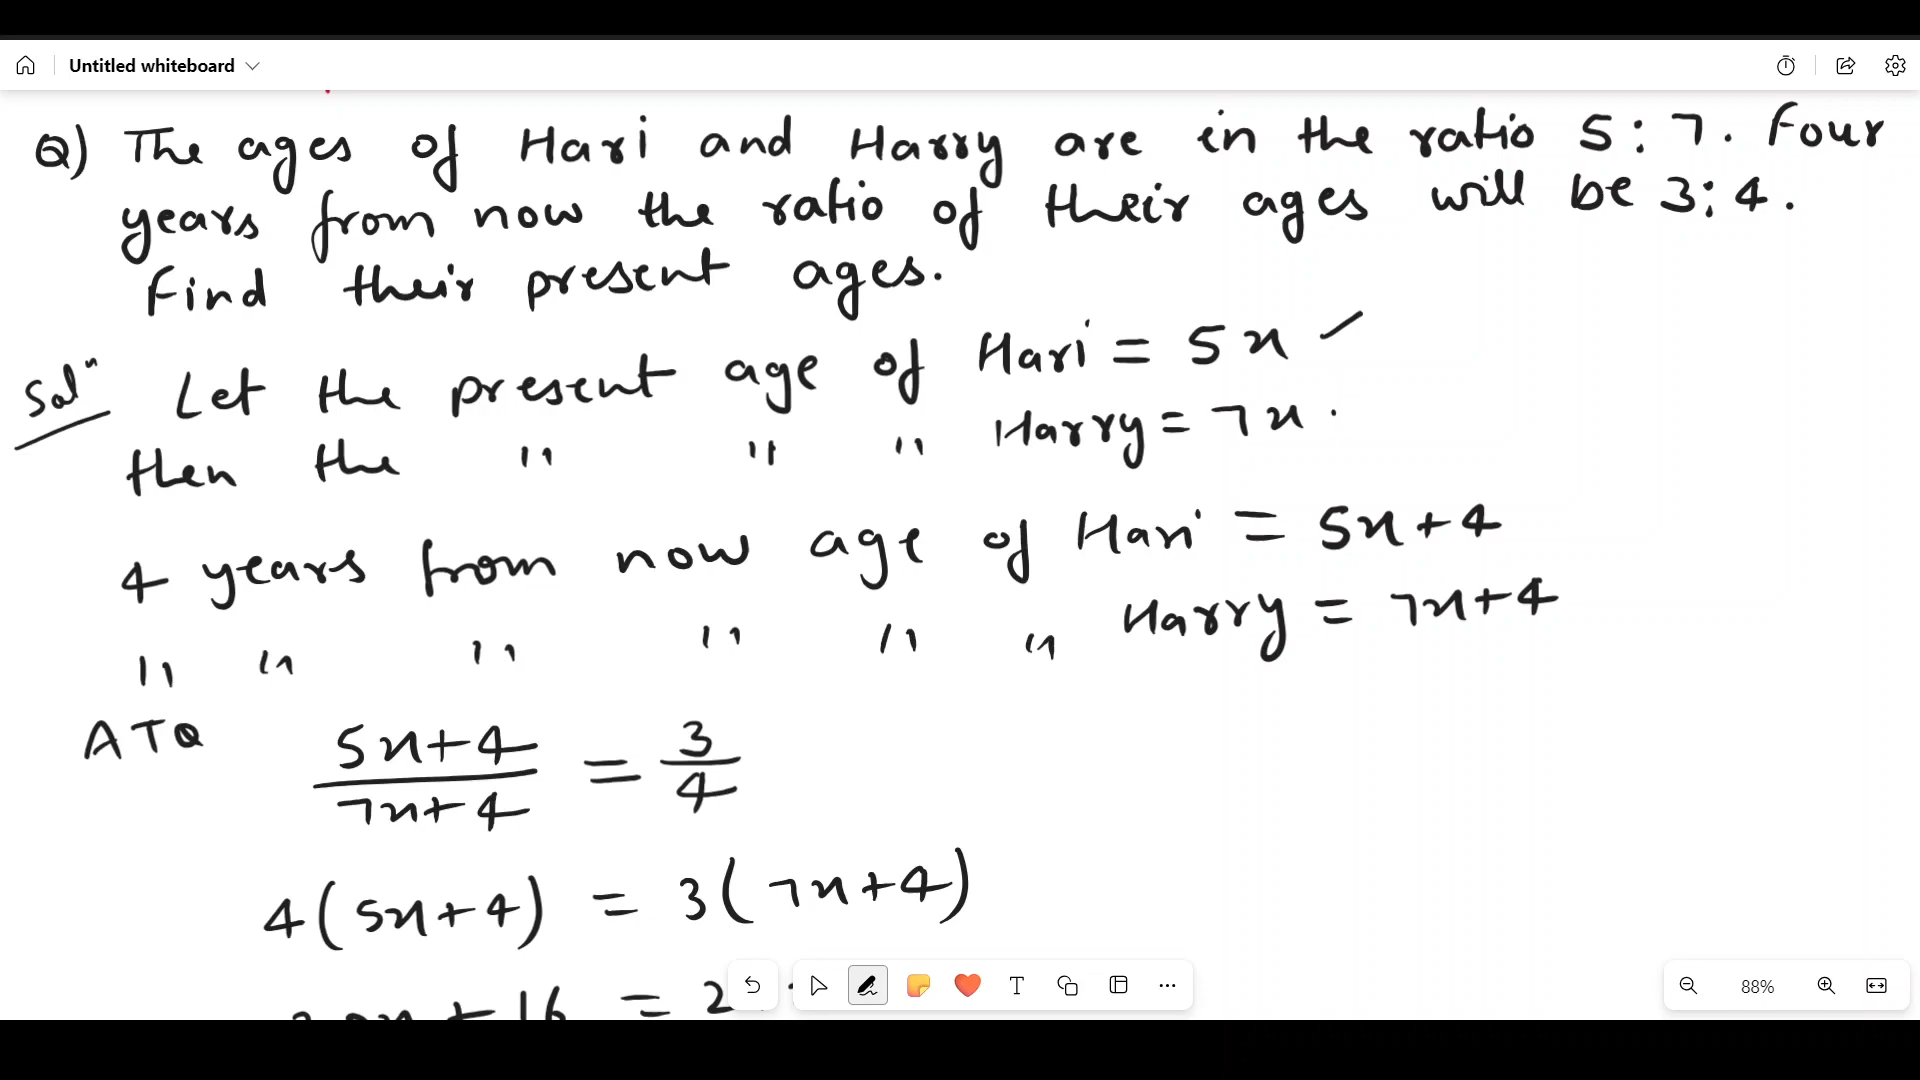 Untitled whiteboard
Q) The ages of Hari and Harry are in the ratio 5:7. Four
years from now the ratio of their ages will be 3:4.
Find their present ages.
Solⁿ Let the present age of Hari = 5x
then the " " " Harry = 7x.
4 years from now age of Hari = 5x+4
" " " " " " Harry = 7x+4
ATQ
5x+4 / 7x+4 = 3/4
4(5x+4) = 3(7x+4)
+ 16 = 2
88%